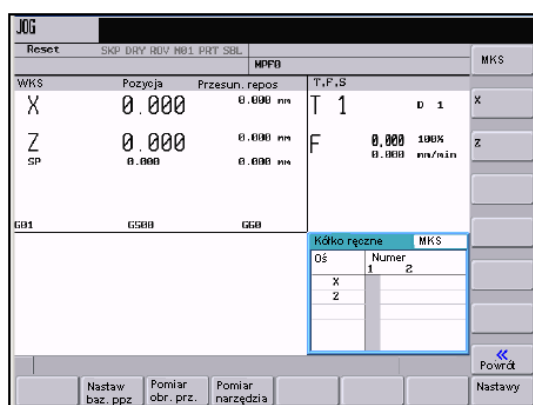 JOG
Reset SKP DRY ROV M01 PRT SBL
MPF0
MKS
WKS Pozycja Przesun. repos T.F.S
X 0.000 0.000 mm T 1 D 1 X
Z 0.000 0.000 mm F 0.000 100% Z
SP 0.000 0.000 mm 0.000 mm/min
G01 G500 G60
Kółko ręczne MKS
Oś Numer
1 2
X
Z
Powrót
Nastaw baz. ppz Pomiar obr. prz. Pomiar narzędzia Nastawy